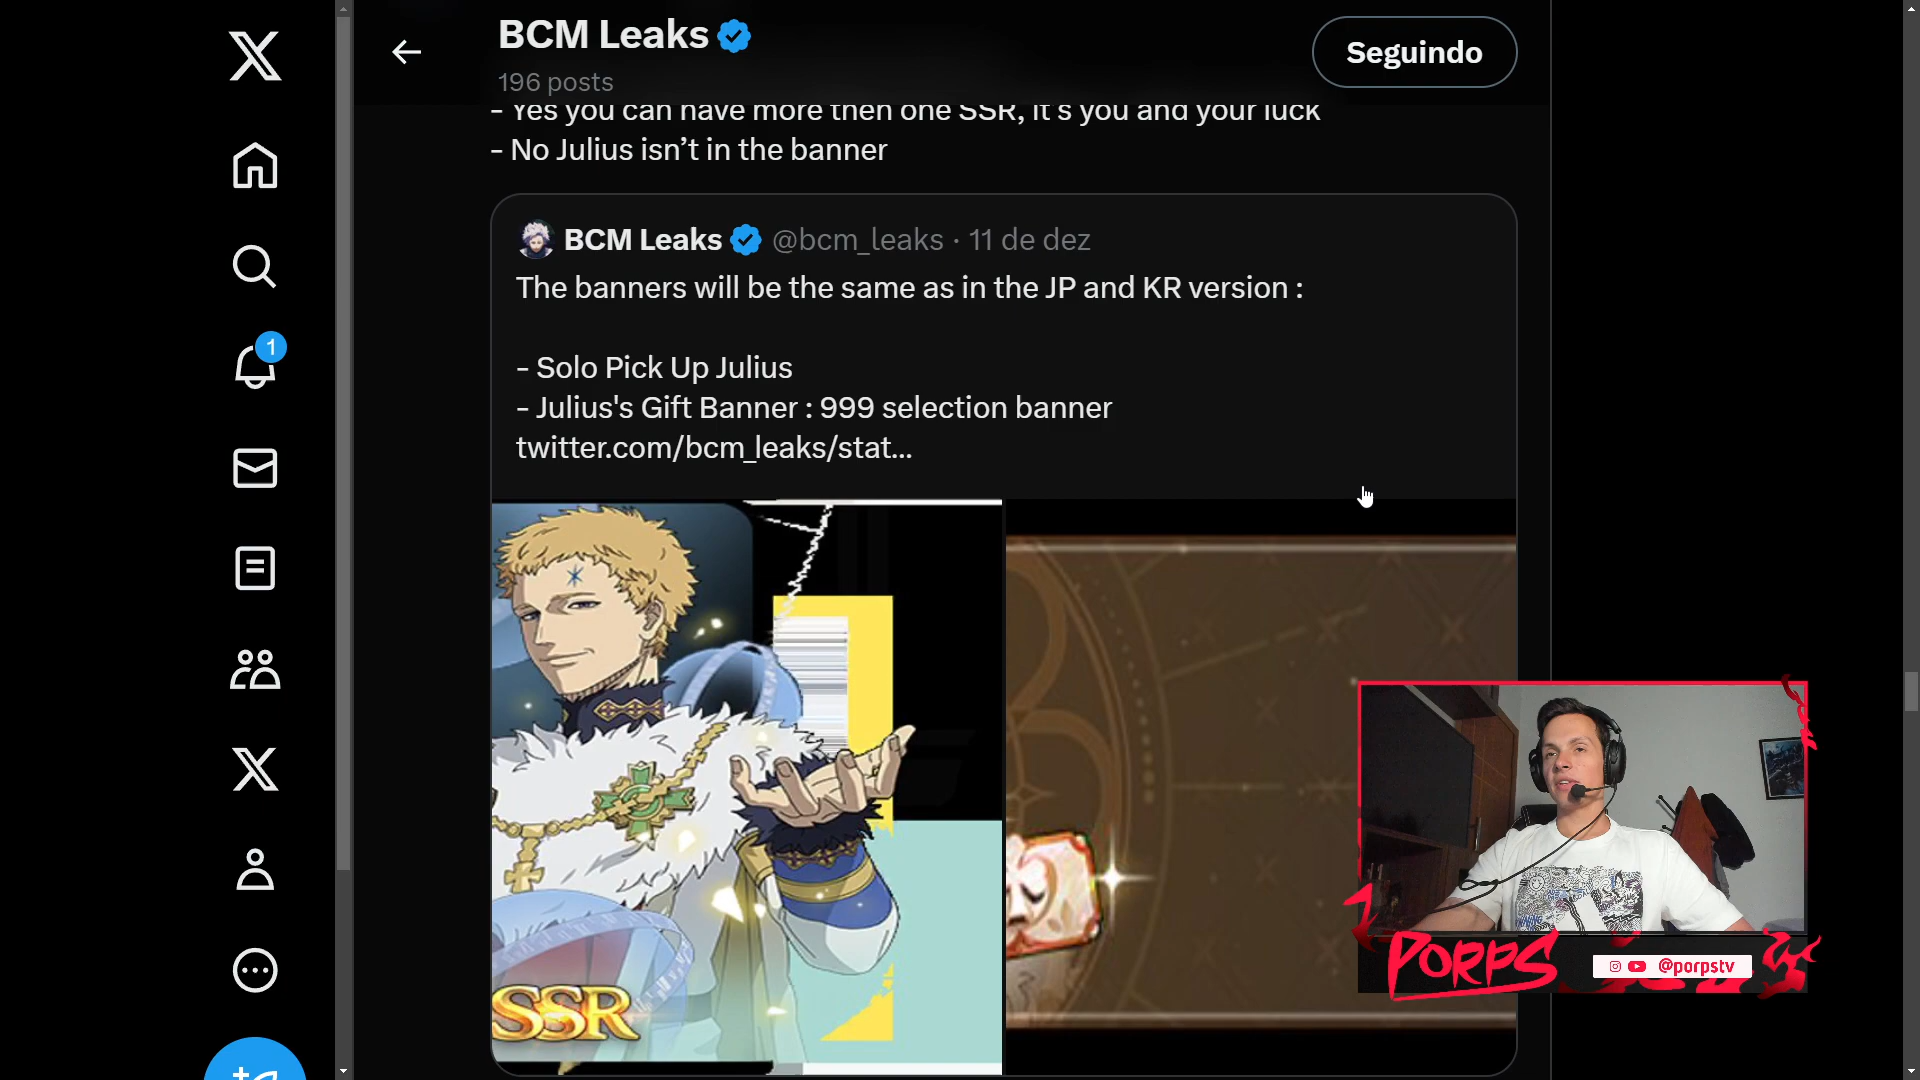 BCM Leaks
196 posts
Seguindo
- Yes you can have more then one SSR, it's you and your luck
- No Julius isn’t in the banner
BCM Leaks @bcm_leaks · 11 de dez
The banners will be the same as in the JP and KR version :
- Solo Pick Up Julius
- Julius's Gift Banner : 999 selection banner
twitter.com/bcm_leaks/stat...
1
SSR
PORPS
@porpstv